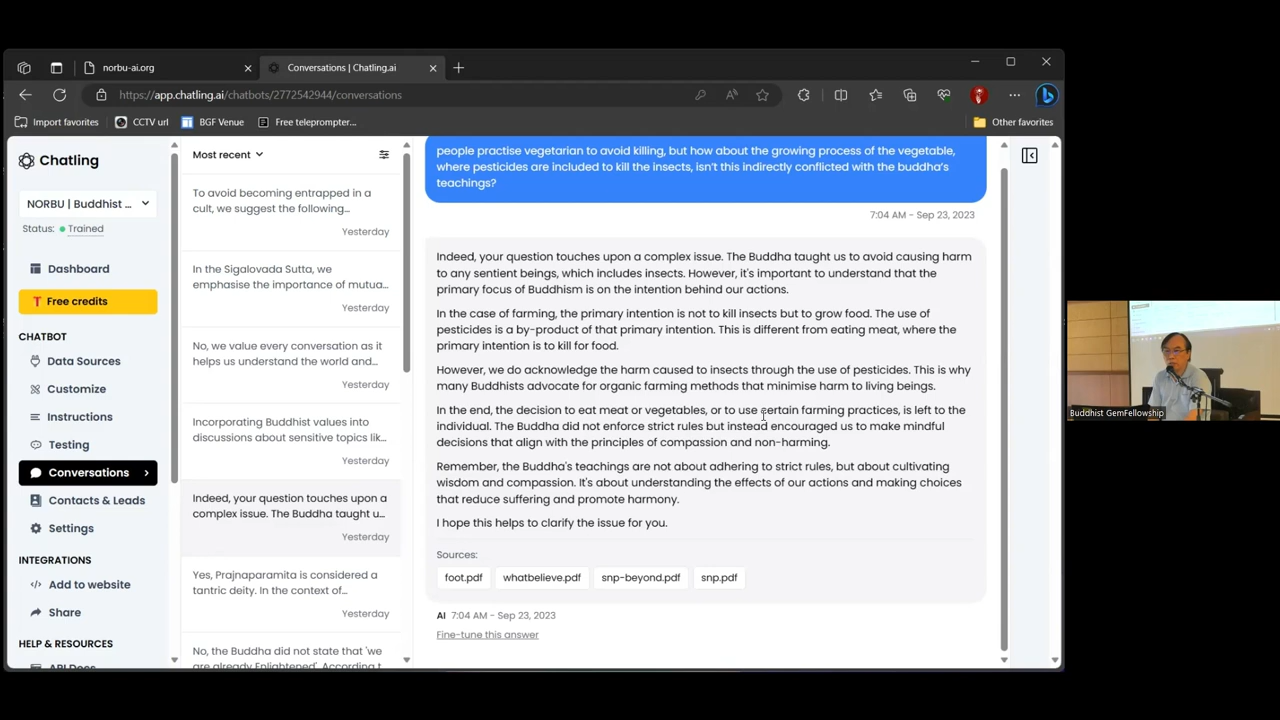 norbu-ai.org
Conversations | Chatling.ai
https://app.chatling.ai/chatbots/2772542944/conversations
Import favorites
CCTV url
BGF Venue
Free teleprompter...
Other favorites
Chatling
NORBU | Buddhist ...
Status: Trained
Dashboard
Free credits
CHATBOT
Data Sources
Customize
Instructions
Testing
Conversations
Contacts & Leads
Settings
INTEGRATIONS
Add to website
Share
HELP & RESOURCES
API Docs
Most recent
To avoid becoming entrapped in a
cult, we suggest the following...
Yesterday
In the Sigalovada Sutta, we
emphasise the importance of mutua...
Yesterday
No, we value every conversation as it
helps us understand the world and...
Yesterday
Incorporating Buddhist values into
discussions about sensitive topics lik...
Yesterday
Indeed, your question touches upon a
complex issue. The Buddha taught u...
Yesterday
Yes, Prajnaparamita is considered a
tantric deity. In the context of...
Yesterday
No, the Buddha did not state that 'we
are already Enlightened'. According t
people practise vegetarian to avoid killing, but how about the growing process of the vegetable,
where pesticides are included to kill the insects, isn't this indirectly conflicted with the buddha's
teachings?
7:04 AM - Sep 23, 2023
Indeed, your question touches upon a complex issue. The Buddha taught us to avoid causing harm
to any sentient beings, which includes insects. However, it's important to understand that the
primary focus of Buddhism is on the intention behind our actions.
In the case of farming, the primary intention is not to kill insects but to grow food. The use of
pesticides is a by-product of that primary intention. This is different from eating meat, where the
primary intention is to kill for food.
However, we do acknowledge the harm caused to insects through the use of pesticides. This is why
many Buddhists advocate for organic farming methods that minimise harm to living beings.
In the end, the decision to eat meat or vegetables, or to use certain farming practices, is left to the
individual. The Buddha did not enforce strict rules but instead encouraged us to make mindful
decisions that align with the principles of compassion and non-harming.
Remember, the Buddha's teachings are not about adhering to strict rules, but about cultivating
wisdom and compassion. It's about understanding the effects of our actions and making choices
that reduce suffering and promote harmony.
I hope this helps to clarify the issue for you.
Sources:
foot.pdf
whatbelieve.pdf
snp-beyond.pdf
snp.pdf
AI 7:04 AM - Sep 23, 2023
Fine-tune this answer
Buddhist GemFellowship